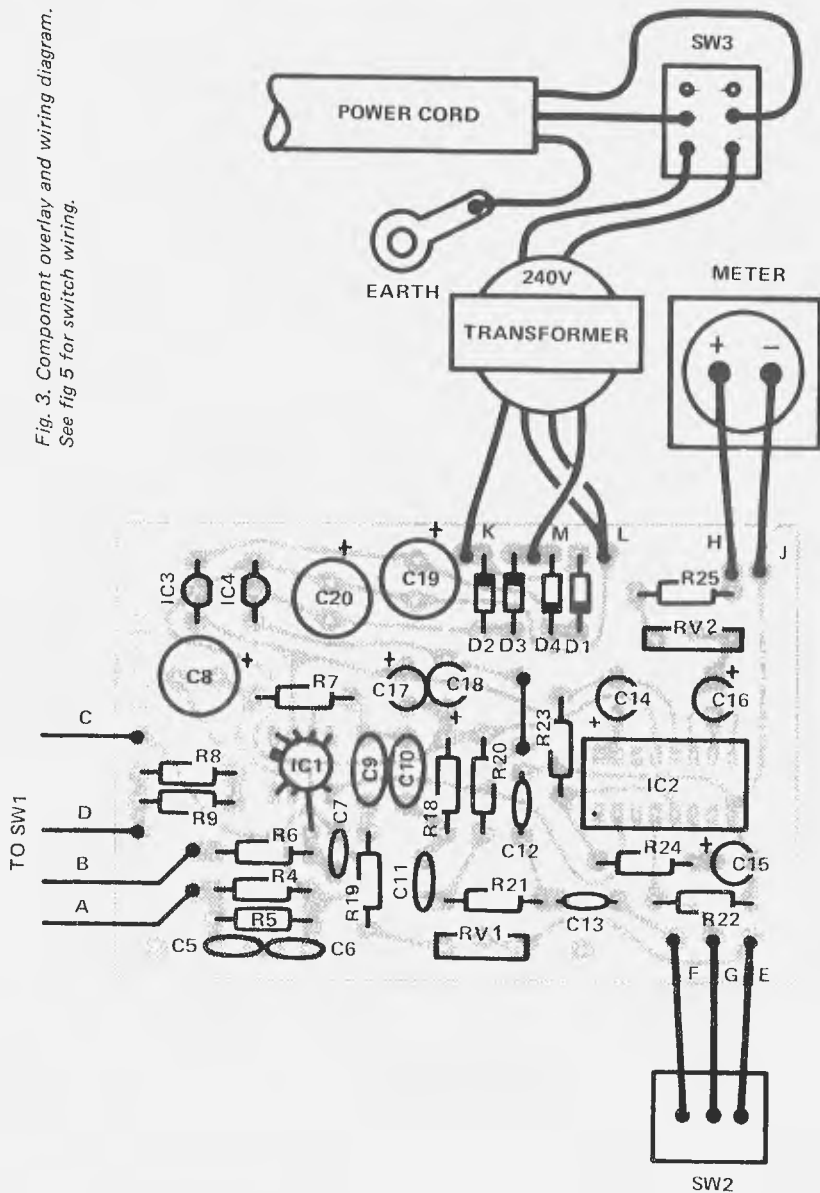 Fig. 3. Component overlay and wiring diagram.
See fig 5 for switch wiring.
SW3
POWER CORD
EARTH
240V
TRANSFORMER
METER
+ −
K M L H J
IC3 IC4 + C20 + C19
D2 D3 D4 D1
R25
RV2
C8 +
R7
+ C17 C18 +
C14 +
C16 +
C
R8
R9
IC1
C9 C10
R18 R20 R23
IC2
TO SW1
D
B
A
R6
C7
R4
R5
R19
C11
C12
R21
C13
R24
+ C15
R22
C5 C6
RV1
F G E
SW2